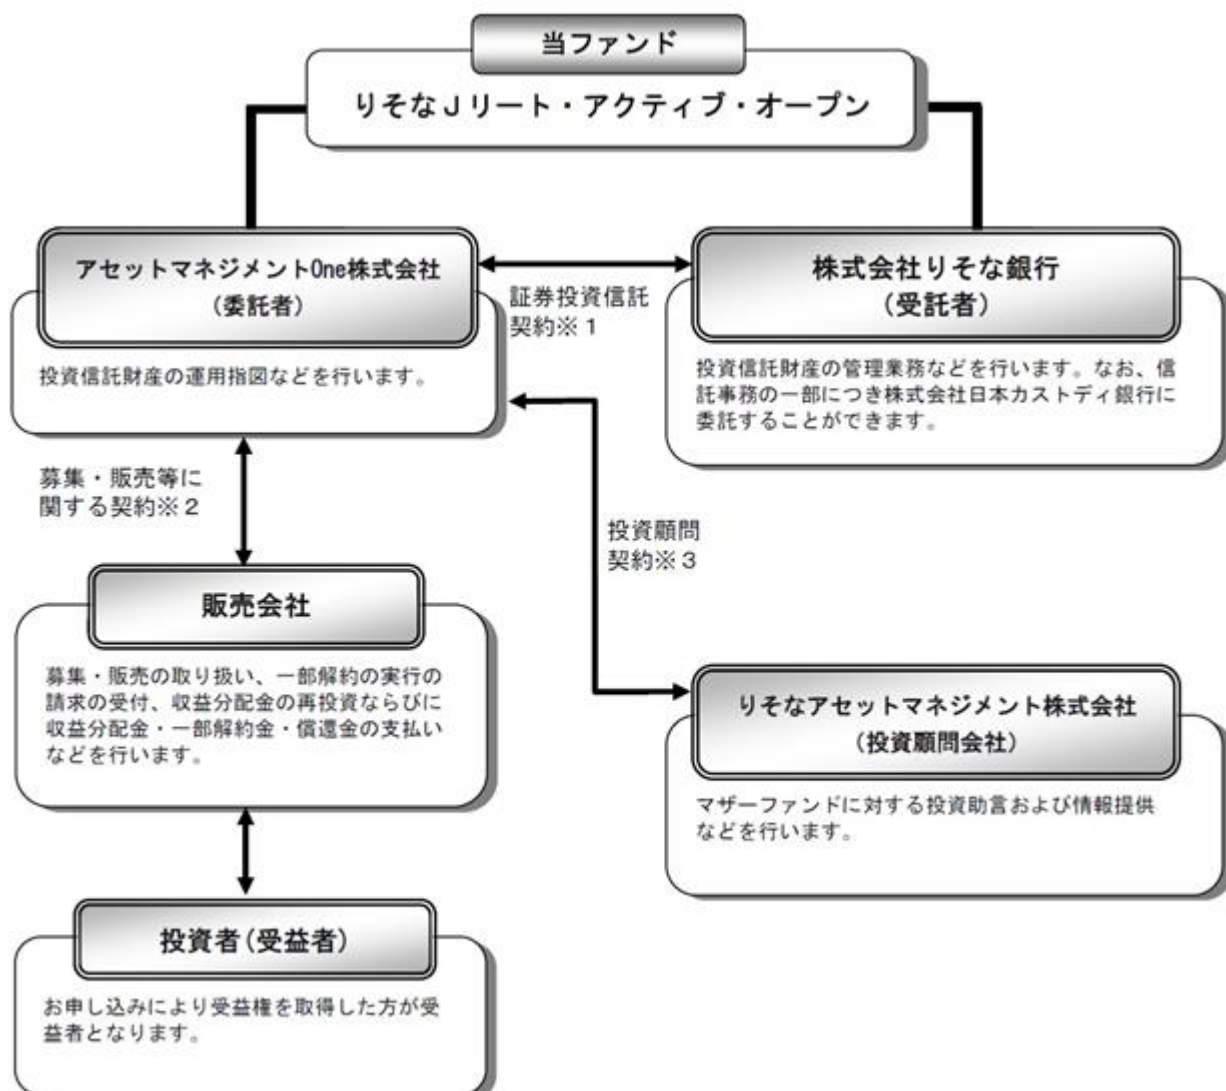 当ファンド
りそなJリート・アクティブ・オープン
アセットマネジメントOne株式会社
(委託者)
投資信託財産の運用指図などを行います。
証券投資信託
契約※1
株式会社りそな銀行
(受託者)
投資信託財産の管理業務などを行います。なお、信
託事務の一部につき株式会社日本カストディ銀行に
委託することができます。
募集・販売等に
関する契約※2
投資顧問
契約※3
販売会社
募集・販売の取り扱い、一部解約の実行の
請求の受付、収益分配金の再投資ならびに
収益分配金・一部解約金・償還金の支払い
などを行います。
りそなアセットマネジメント株式会社
(投資顧問会社)
マザーファンドに対する投資助言および情報提供
などを行います。
投資者(受益者)
お申し込みにより受益権を取得した方が受
益者となります。